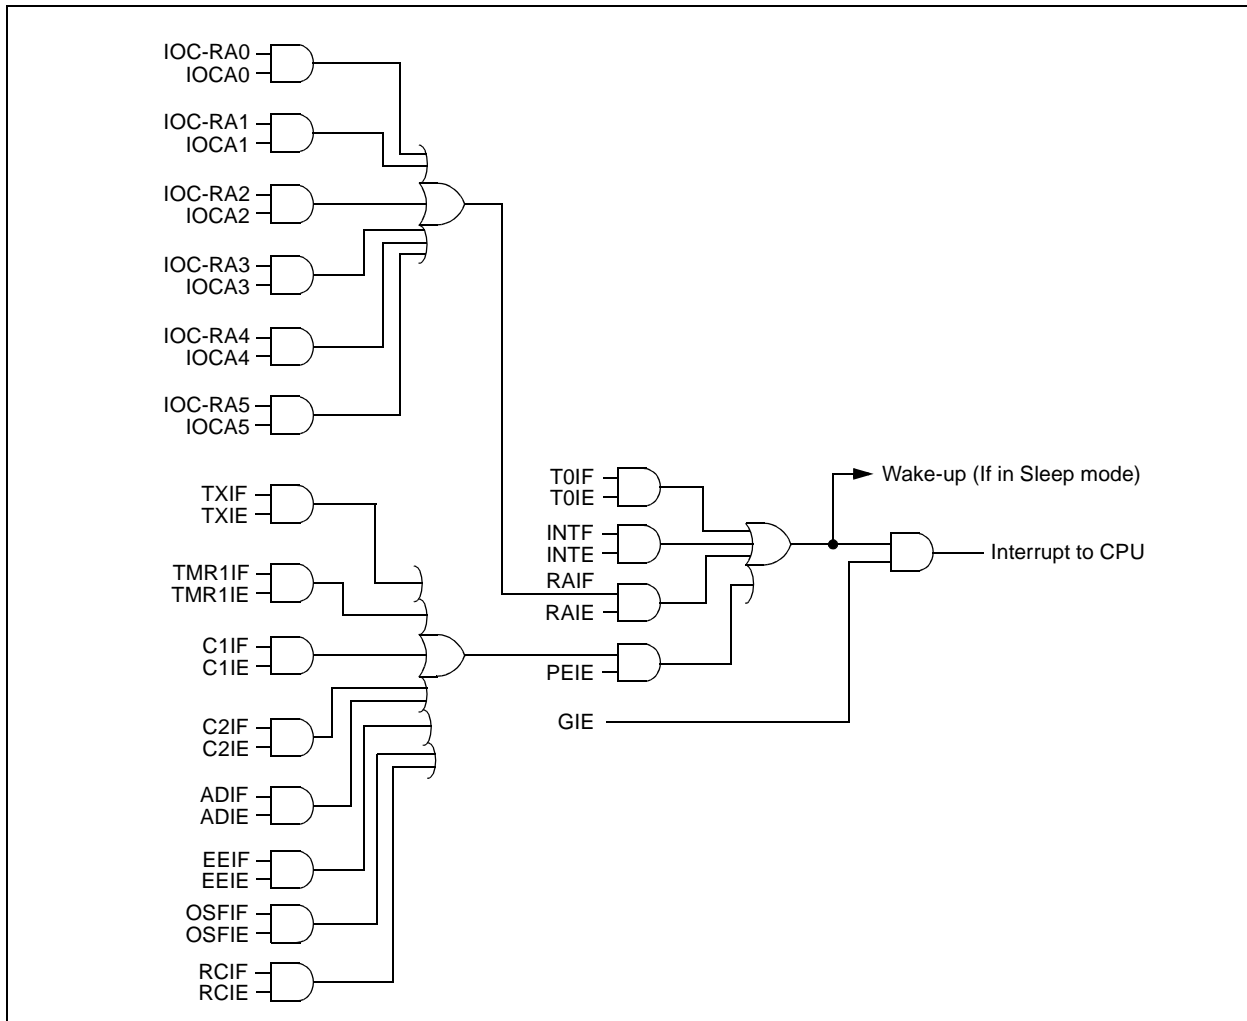 IOC-RA0
IOCA0
IOC-RA1
IOCA1
IOC-RA2
IOCA2
IOC-RA3
IOCA3
IOC-RA4
IOCA4
IOC-RA5
IOCA5
TXIF
TXIE
TMR1IF
TMR1IE
C1IF
C1IE
C2IF
C2IE
ADIF
ADIE
EEIF
EEIE
OSFIF
OSFIE
RCIF
RCIE
T0IF
T0IE
INTF
INTE
RAIF
RAIE
PEIE
GIE
Wake-up (If in Sleep mode)
Interrupt to CPU